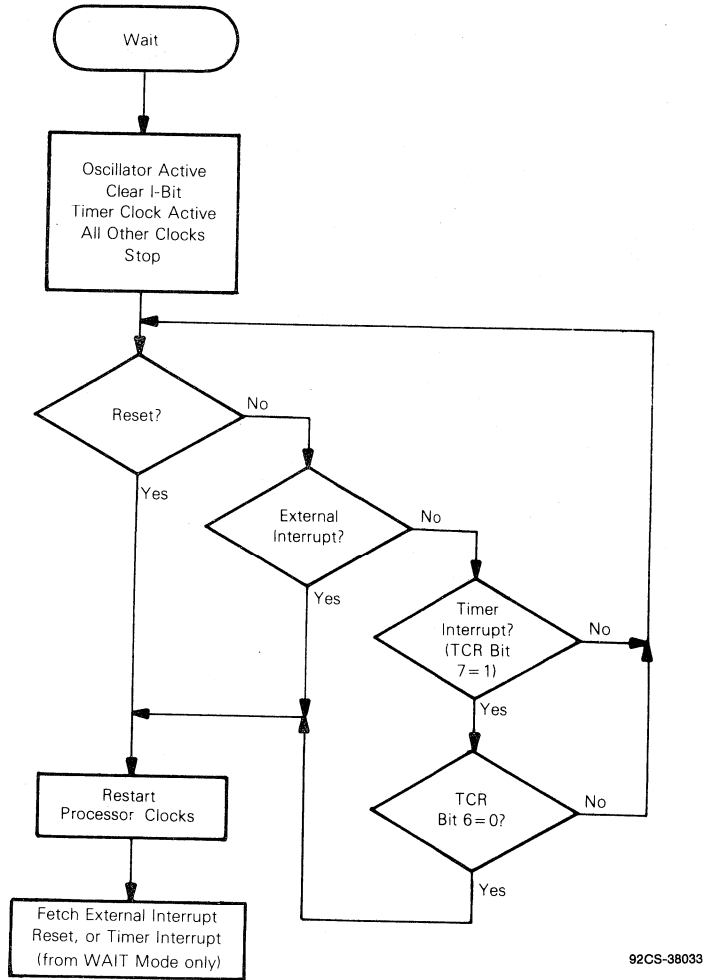 Wait
Oscillator Active
Clear I-Bit
Timer Clock Active
All Other Clocks
Stop
Reset?
No
Yes
External
Interrupt?
No
Yes
Timer
Interrupt?
(TCR Bit
7=1)
No
Yes
TCR
Bit 6=0?
No
Yes
Restart
Processor Clocks
Fetch External Interrupt
Reset, or Timer Interrupt
(from WAIT Mode only)
92CS-38033